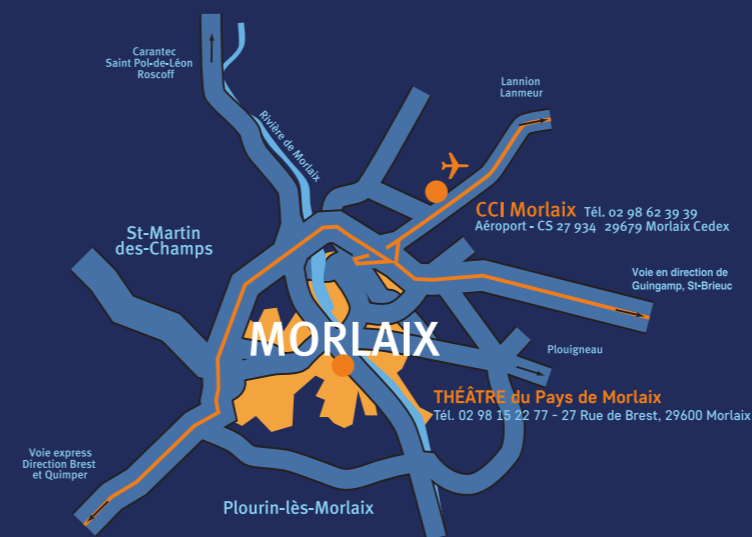 Carantec
Saint Pol-de-Léon
Roscoff
Rivière de Morlaix
Lannion
Lanmeur
CCI Morlaix Tél. 02 98 62 39 39
Aéroport - CS 27 934 29679 Morlaix Cedex
St-Martin
des-Champs
Voie en direction de
Guingamp, St-Brieuc
MORLAIX
Plouigneau
THÉÂTRE du Pays de Morlaix
Tél. 02 98 15 22 77 - 27 Rue de Brest, 29600 Morlaix
Voie express
Direction Brest
et Quimper
Plourin-lès-Morlaix